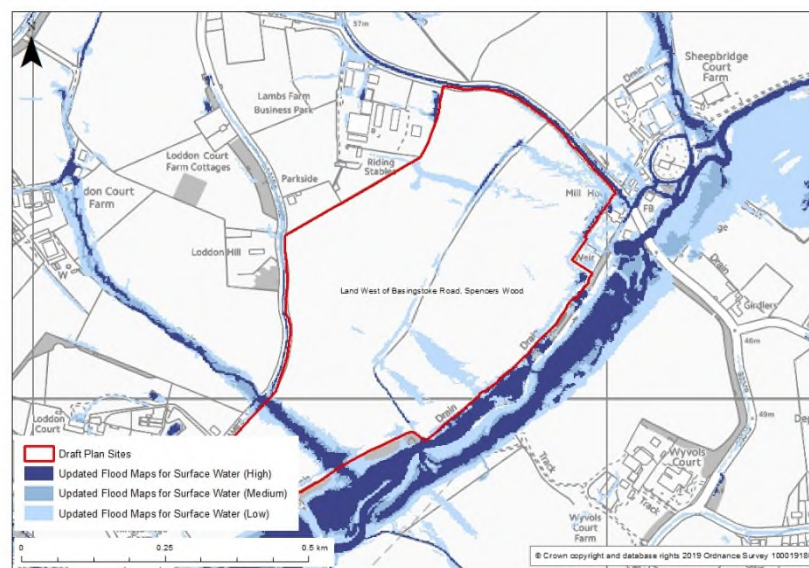 57m
Sheepbridge
Court
Farm
Drain
Lambs Farm
Business Park
Loddon Court
Farm Cottages
Riding
Stables
Parkside
don Court
Farm
Mill Ho
FB
Loddon Hill
W
Weir
ge
Drain
Land West of Basingstoke Road, Spencers Wood
Girdlers
Drain
46m
Loddon
Court
Drain
49m
De
Wyvols
Court
Track
Track
Wyvols
Court Farm
Draft Plan Sites
Updated Flood Maps for Surface Water (High)
Updated Flood Maps for Surface Water (Medium)
Updated Flood Maps for Surface Water (Low)
0 0.25 0.5 km
© Crown copyright and database rights 2019 Ordnance Survey 10001918